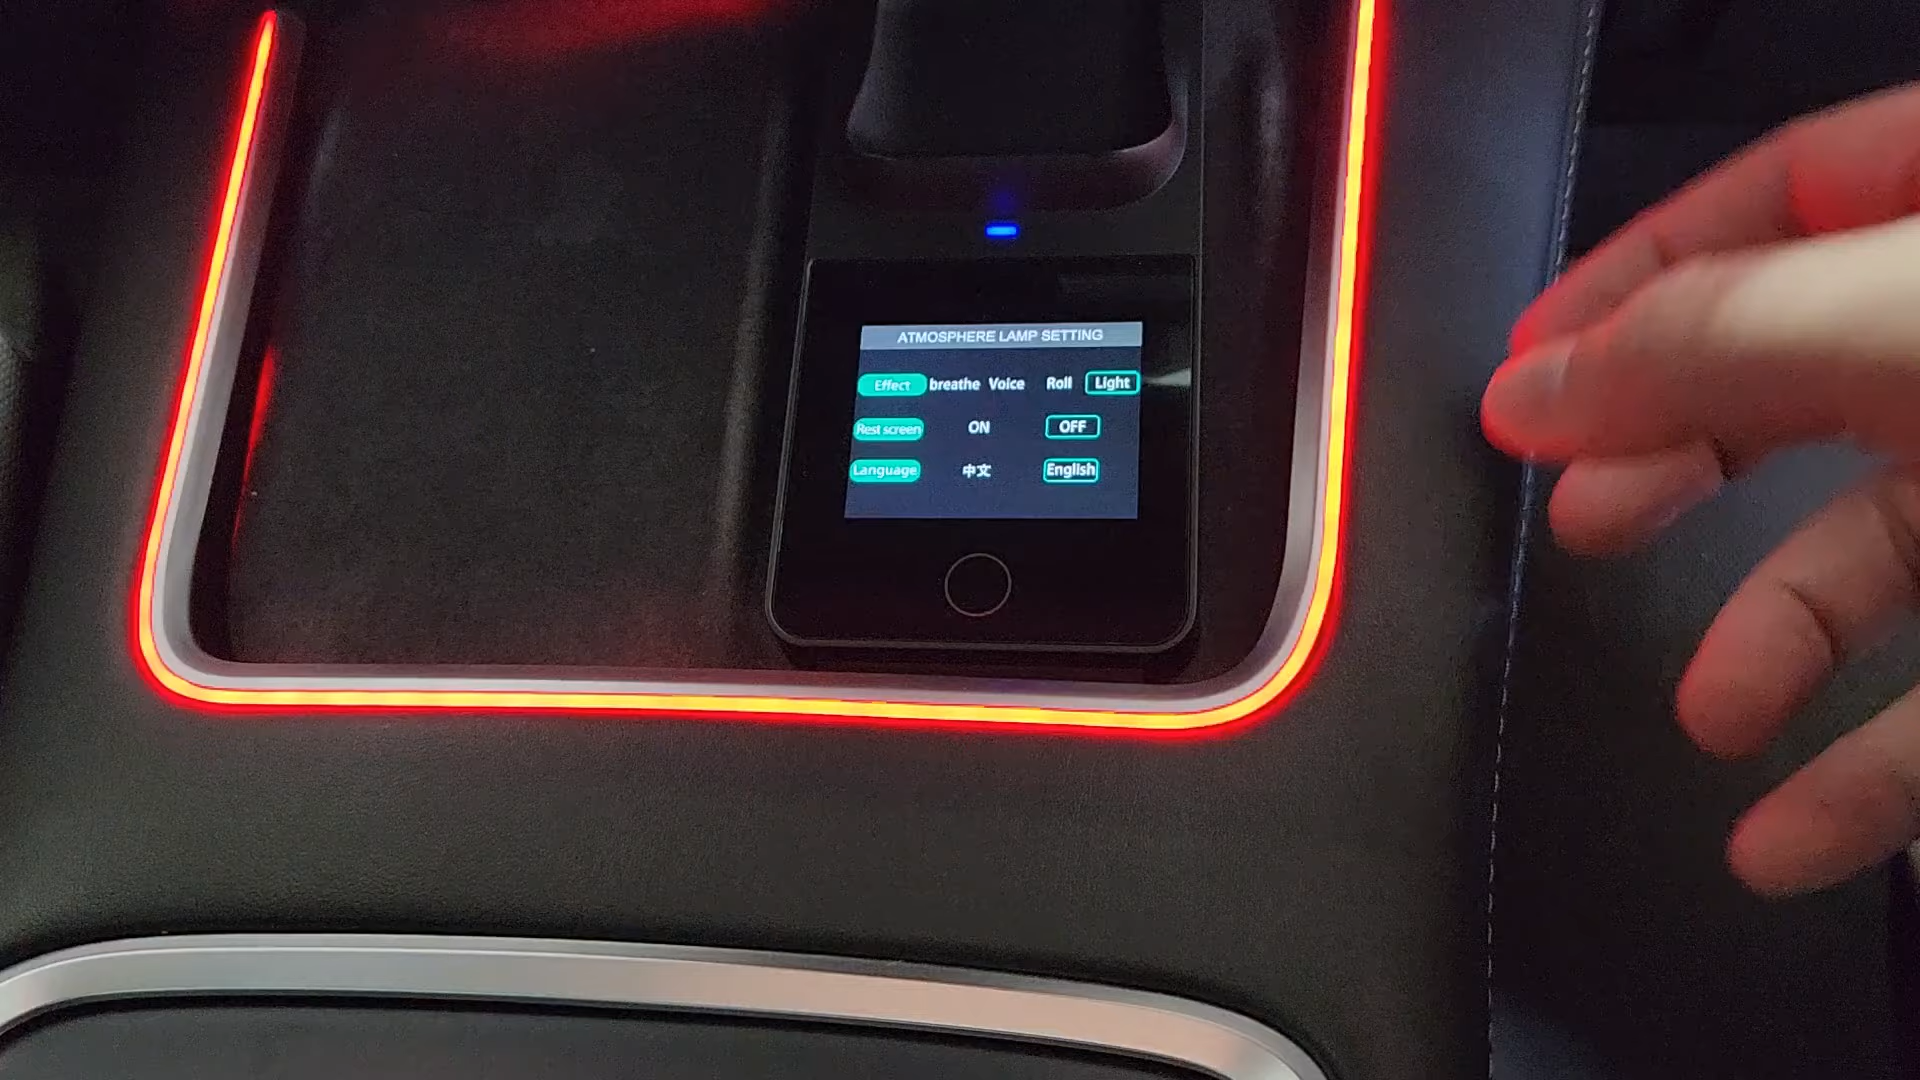 ATMOSPHERE LAMP SETTING
Effect breathe Voice Roll Light
Rest screen ON OFF
Language 中文 English